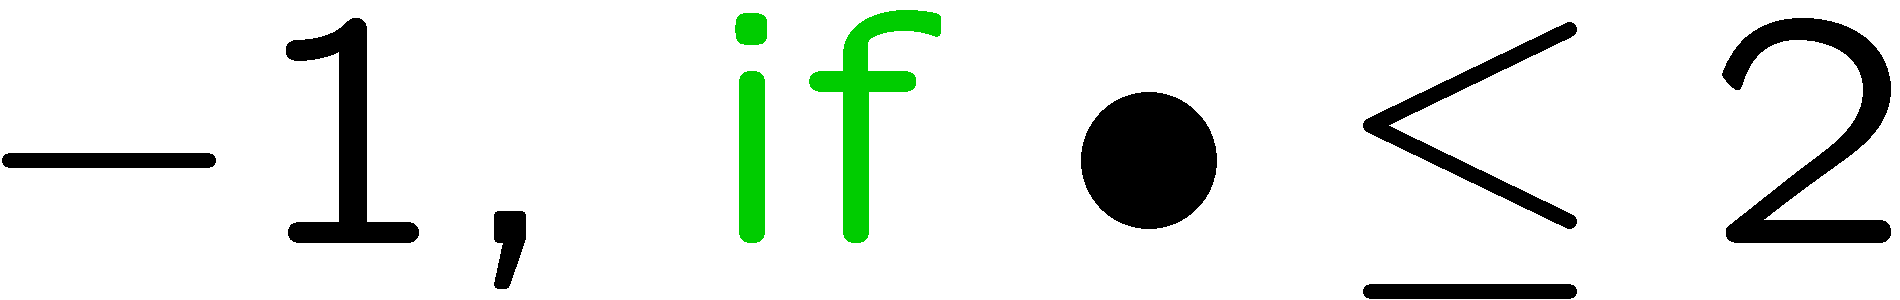 −1, if • ≤ 2